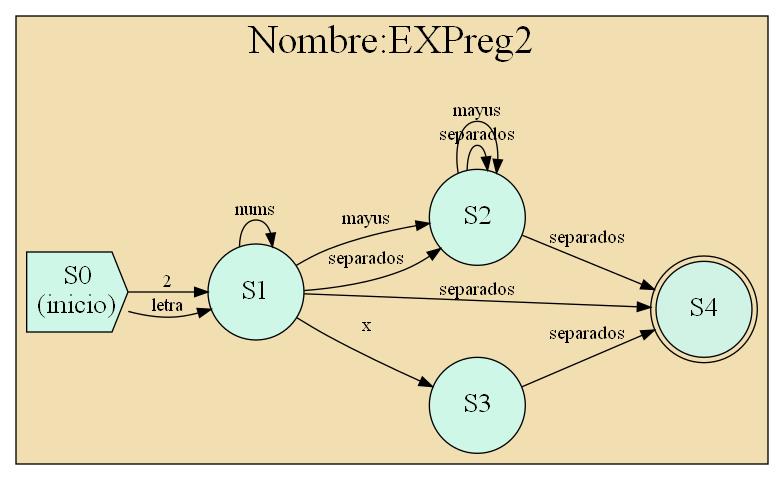 Nombre:EXPreg2
mayus
separados
nums
mayus
S2
separados
separados
S0
(inicio)
2
letra
S1
separados
S4
x
separados
S3